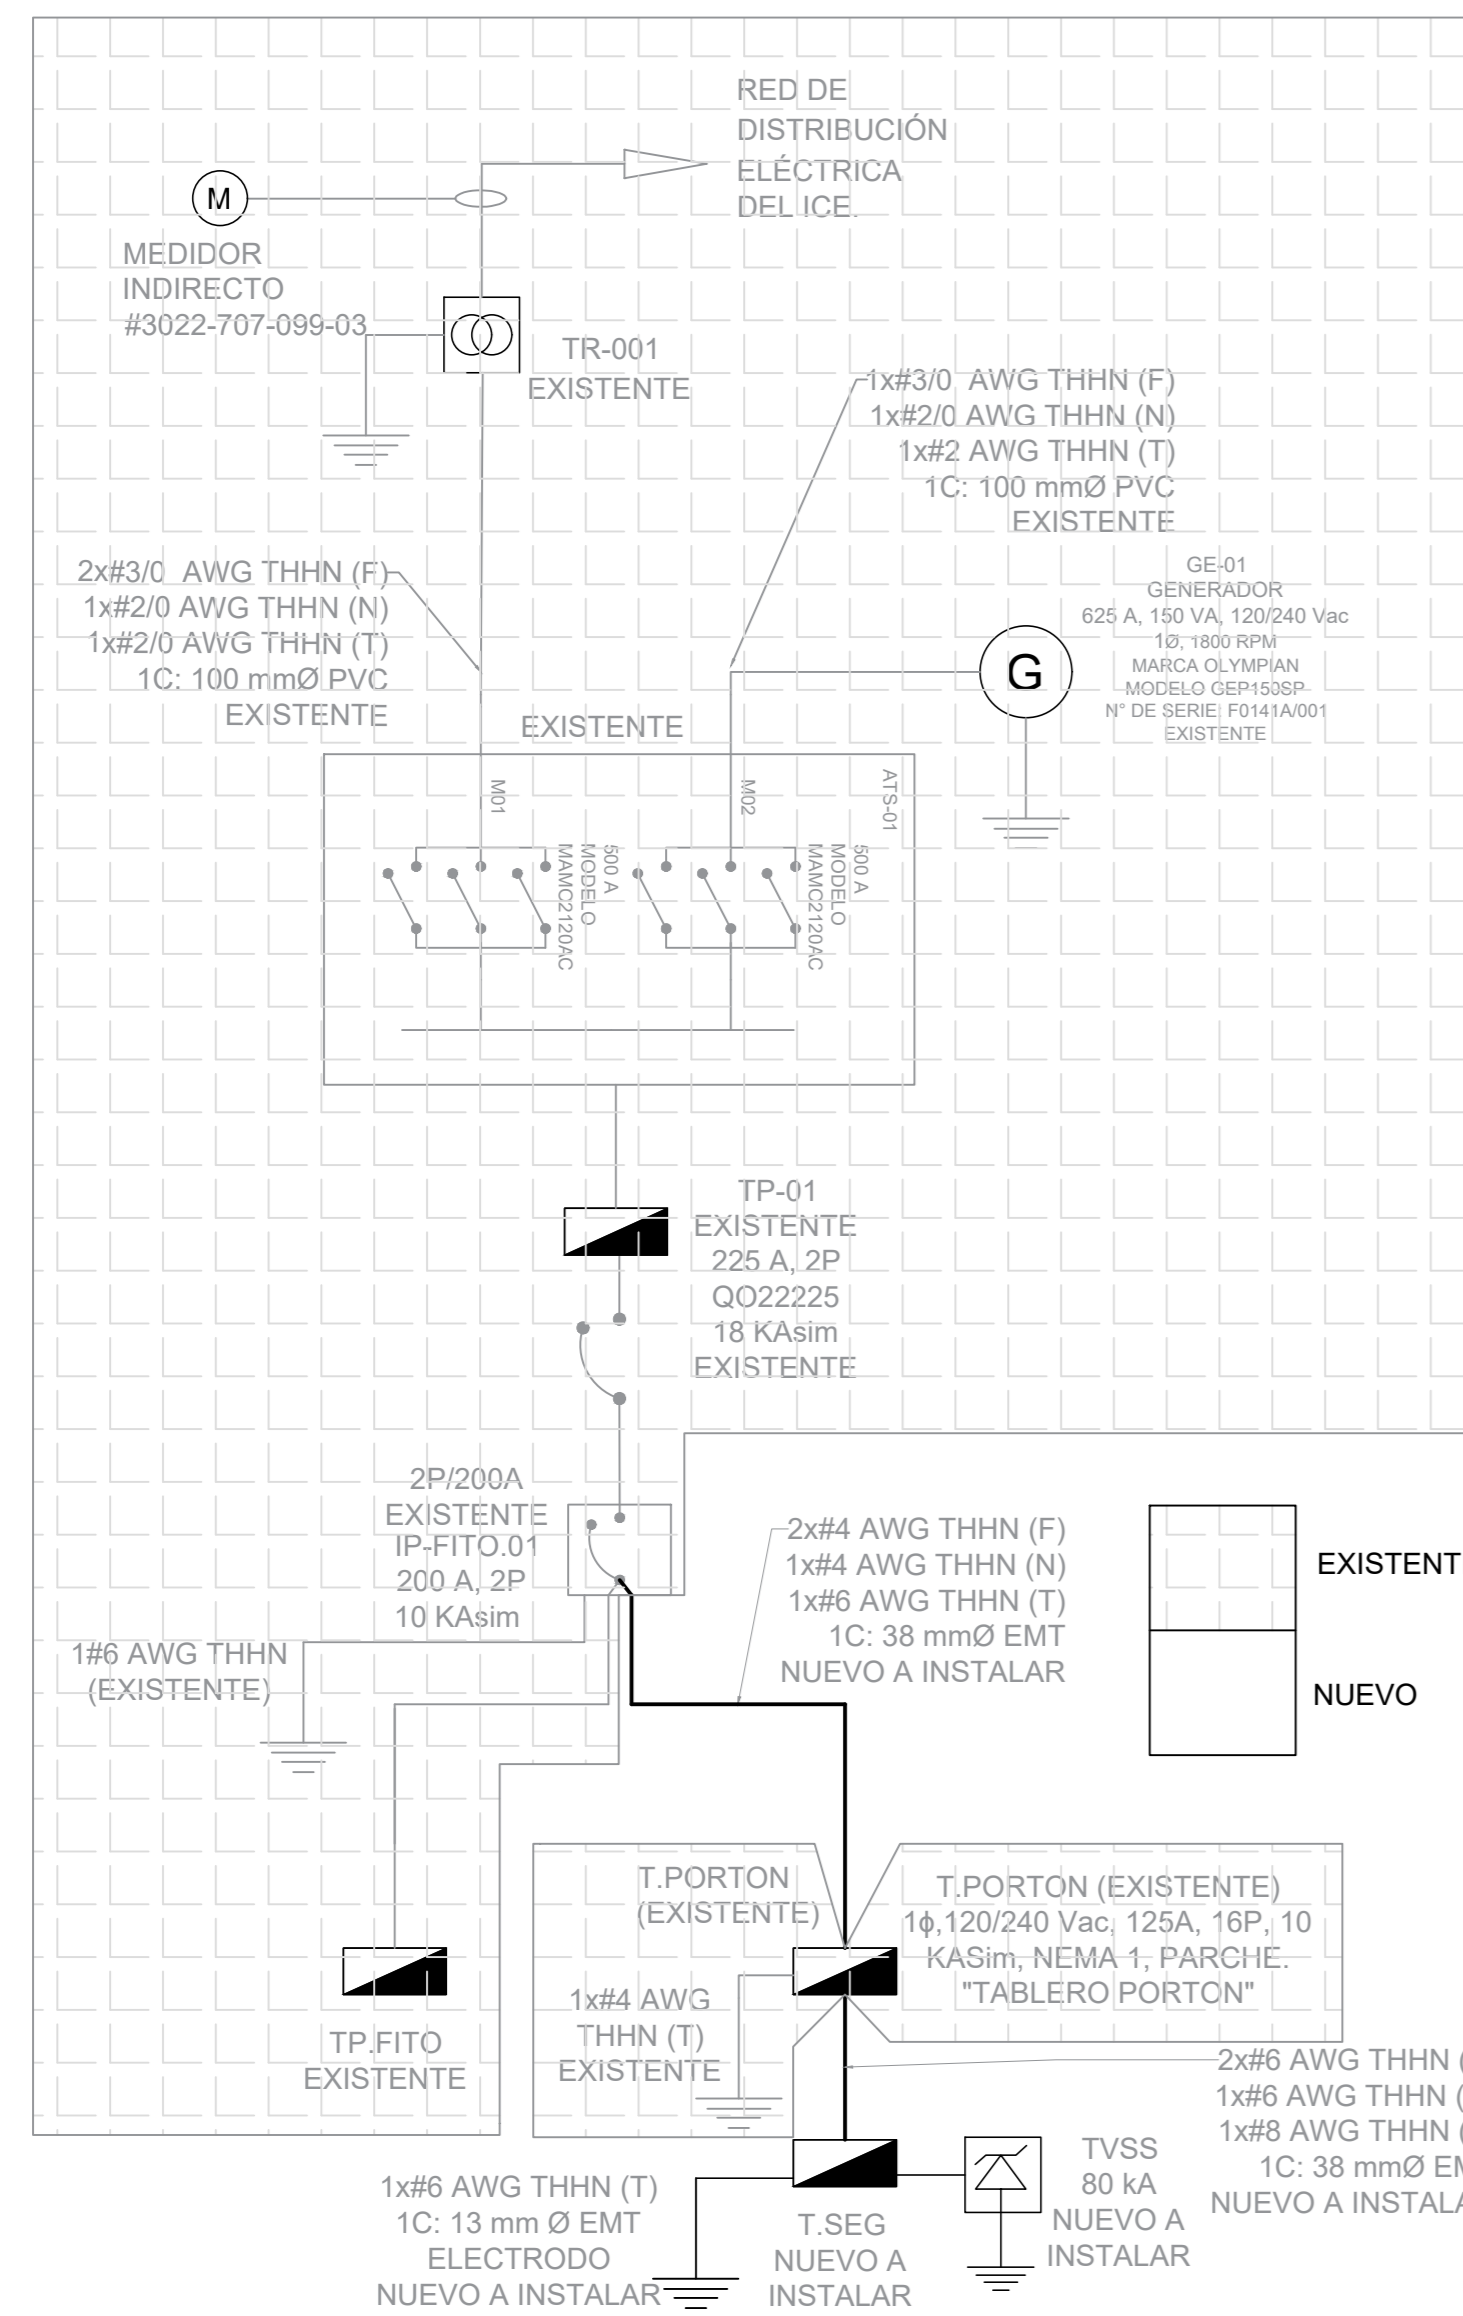 RED DE
DISTRIBUCIÓN
ELÉCTRICA
DEL ICE.
M
MEDIDOR
INDIRECTO
#3022-707-099-03
TR-001
EXISTENTE
1x#3/0 AWG THHN (F)
1x#2/0 AWG THHN (N)
1x#2 AWG THHN (T)
1C: 100 mmØ PVC
EXISTENTE
2x#3/0 AWG THHN (F)
1x#2/0 AWG THHN (N)
1x#2/0 AWG THHN (T)
1C: 100 mmØ PVC
EXISTENTE
GE-01
GENERADOR
625 A, 150 VA, 120/240 Vac
1Ø, 1800 RPM
MARCA OLYMPIAN
MODELO GEP150SP
N° DE SERIE: F0141A/001
EXISTENTE
G
EXISTENTE
M01
M02
ATS-01
500 A
MODELO
MAMC2120AC
500 A
MODELO
MAMC2120AC
TP-01
EXISTENTE
225 A, 2P
QO22225
18 KAsim
EXISTENTE
2P/200A
EXISTENTE
IP-FITO.01
200 A, 2P
10 KAsim
1#6 AWG THHN
(EXISTENTE)
2x#4 AWG THHN (F)
1x#4 AWG THHN (N)
1x#6 AWG THHN (T)
1C: 38 mmØ EMT
NUEVO A INSTALAR
EXISTENT
NUEVO
T.PORTON
(EXISTENTE)
T.PORTON (EXISTENTE)
1ϕ,120/240 Vac, 125A, 16P, 10
KASim, NEMA 1, PARCHE.
"TABLERO PORTON"
1x#4 AWG
THHN (T)
EXISTENTE
TP.FITO
EXISTENTE
2x#6 AWG THHN (
1x#6 AWG THHN (
1x#8 AWG THHN (
1C: 38 mmØ EM
NUEVO A INSTALA
1x#6 AWG THHN (T)
1C: 13 mm Ø EMT
ELECTRODO
NUEVO A INSTALAR
T.SEG
NUEVO A
INSTALAR
TVSS
80 kA
NUEVO A
INSTALAR